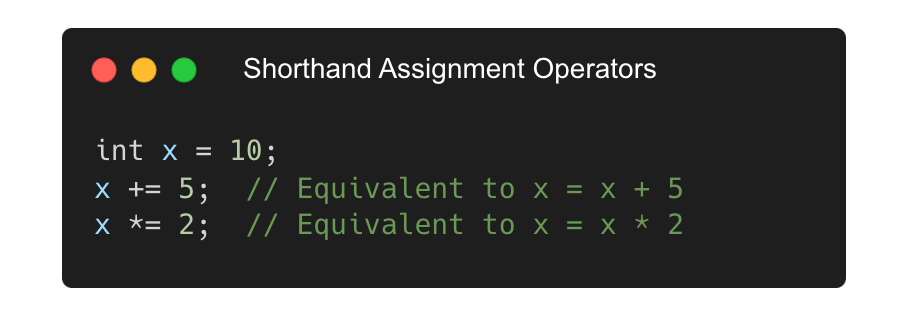 Shorthand Assignment Operators
int x = 10;
x += 5;  // Equivalent to x = x + 5
x *= 2;  // Equivalent to x = x * 2